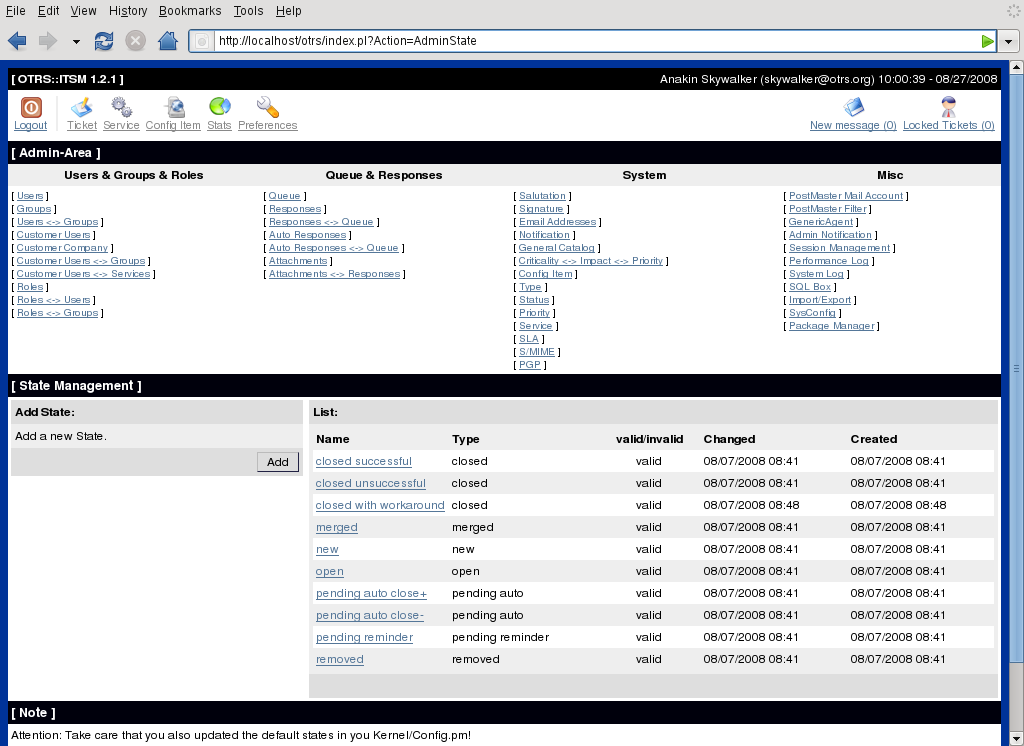 File Edit View History Bookmarks Tools Help
http://localhost/otrs/index.pl?Action=AdminState
[ OTRS::ITSM 1.2.1 ] Anakin Skywalker (skywalker@otrs.org) 10:00:39 - 08/27/2008
Logout Ticket Service Config Item Stats Preferences New message (0) Locked Tickets (0)
[ Admin-Area ]
Users & Groups & Roles Queue & Responses System Misc
[ Users ] [ Queue ] [ Salutation ] [ PostMaster Mail Account ]
[ Groups ] [ Responses ] [ Signature ] [ PostMaster Filter ]
[ Users <-> Groups ] [ Responses <-> Queue ] [ Email Addresses ] [ GenericAgent ]
[ Customer Users ] [ Auto Responses ] [ Notification ] [ Admin Notification ]
[ Customer Company ] [ Auto Responses <-> Queue ] [ General Catalog ] [ Session Management ]
[ Customer Users <-> Groups ] [ Attachments ] [ Criticality <-> Impact <-> Priority ] [ Performance Log ]
[ Customer Users <-> Services ] [ Attachments <-> Responses ] [ Config Item ] [ System Log ]
[ Roles ] [ Type ] [ SQL Box ]
[ Roles <-> Users ] [ Status ] [ Import/Export ]
[ Roles <-> Groups ] [ Priority ] [ SysConfig ]
[ Service ] [ Package Manager ]
[ SLA ]
[ S/MIME ]
[ PGP ]
[ State Management ]
Add State:
Add a new State.
Add
List:
Name Type valid/invalid Changed Created
closed successful closed valid 08/07/2008 08:41 08/07/2008 08:41
closed unsuccessful closed valid 08/07/2008 08:41 08/07/2008 08:41
closed with workaround closed valid 08/07/2008 08:48 08/07/2008 08:48
merged merged valid 08/07/2008 08:41 08/07/2008 08:41
new new valid 08/07/2008 08:41 08/07/2008 08:41
open open valid 08/07/2008 08:41 08/07/2008 08:41
pending auto close+ pending auto valid 08/07/2008 08:41 08/07/2008 08:41
pending auto close- pending auto valid 08/07/2008 08:41 08/07/2008 08:41
pending reminder pending reminder valid 08/07/2008 08:41 08/07/2008 08:41
removed removed valid 08/07/2008 08:41 08/07/2008 08:41
[ Note ]
Attention: Take care that you also updated the default states in you Kernel/Config.pm!